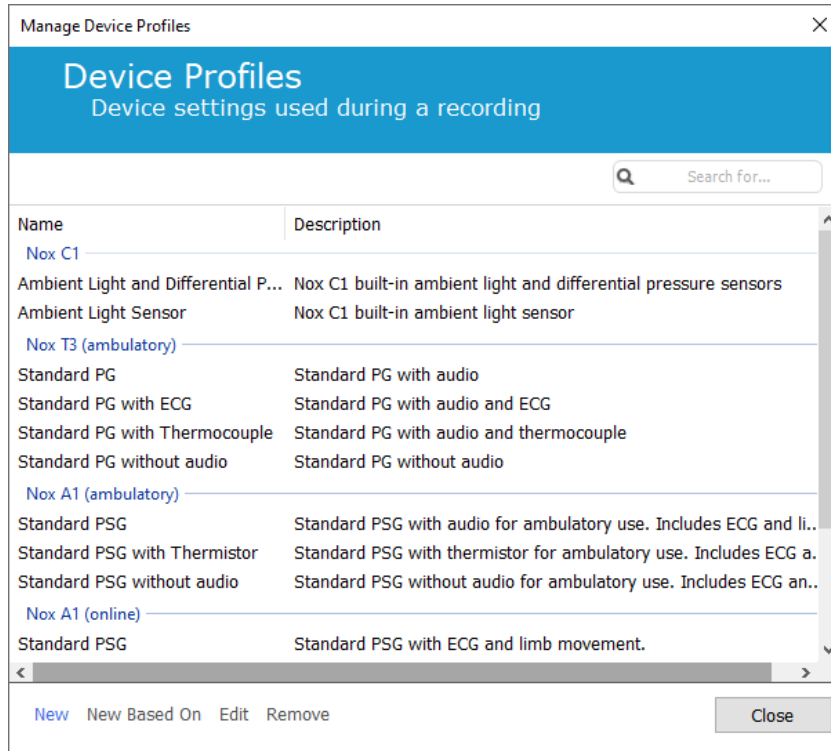 Manage Device Profiles
Device Profiles
Device settings used during a recording
Search for...
Name Description
Nox C1
Ambient Light and Differential P... Nox C1 built-in ambient light and differential pressure sensors
Ambient Light Sensor Nox C1 built-in ambient light sensor
Nox T3 (ambulatory)
Standard PG Standard PG with audio
Standard PG with ECG Standard PG with audio and ECG
Standard PG with Thermocouple Standard PG with audio and thermocouple
Standard PG without audio Standard PG without audio
Nox A1 (ambulatory)
Standard PSG Standard PSG with audio for ambulatory use. Includes ECG and li..
Standard PSG with Thermistor Standard PSG with thermistor for ambulatory use. Includes ECG a.
Standard PSG without audio Standard PSG without audio for ambulatory use. Includes ECG an..
Nox A1 (online)
Standard PSG Standard PSG with ECG and limb movement.
New New Based On Edit Remove Close